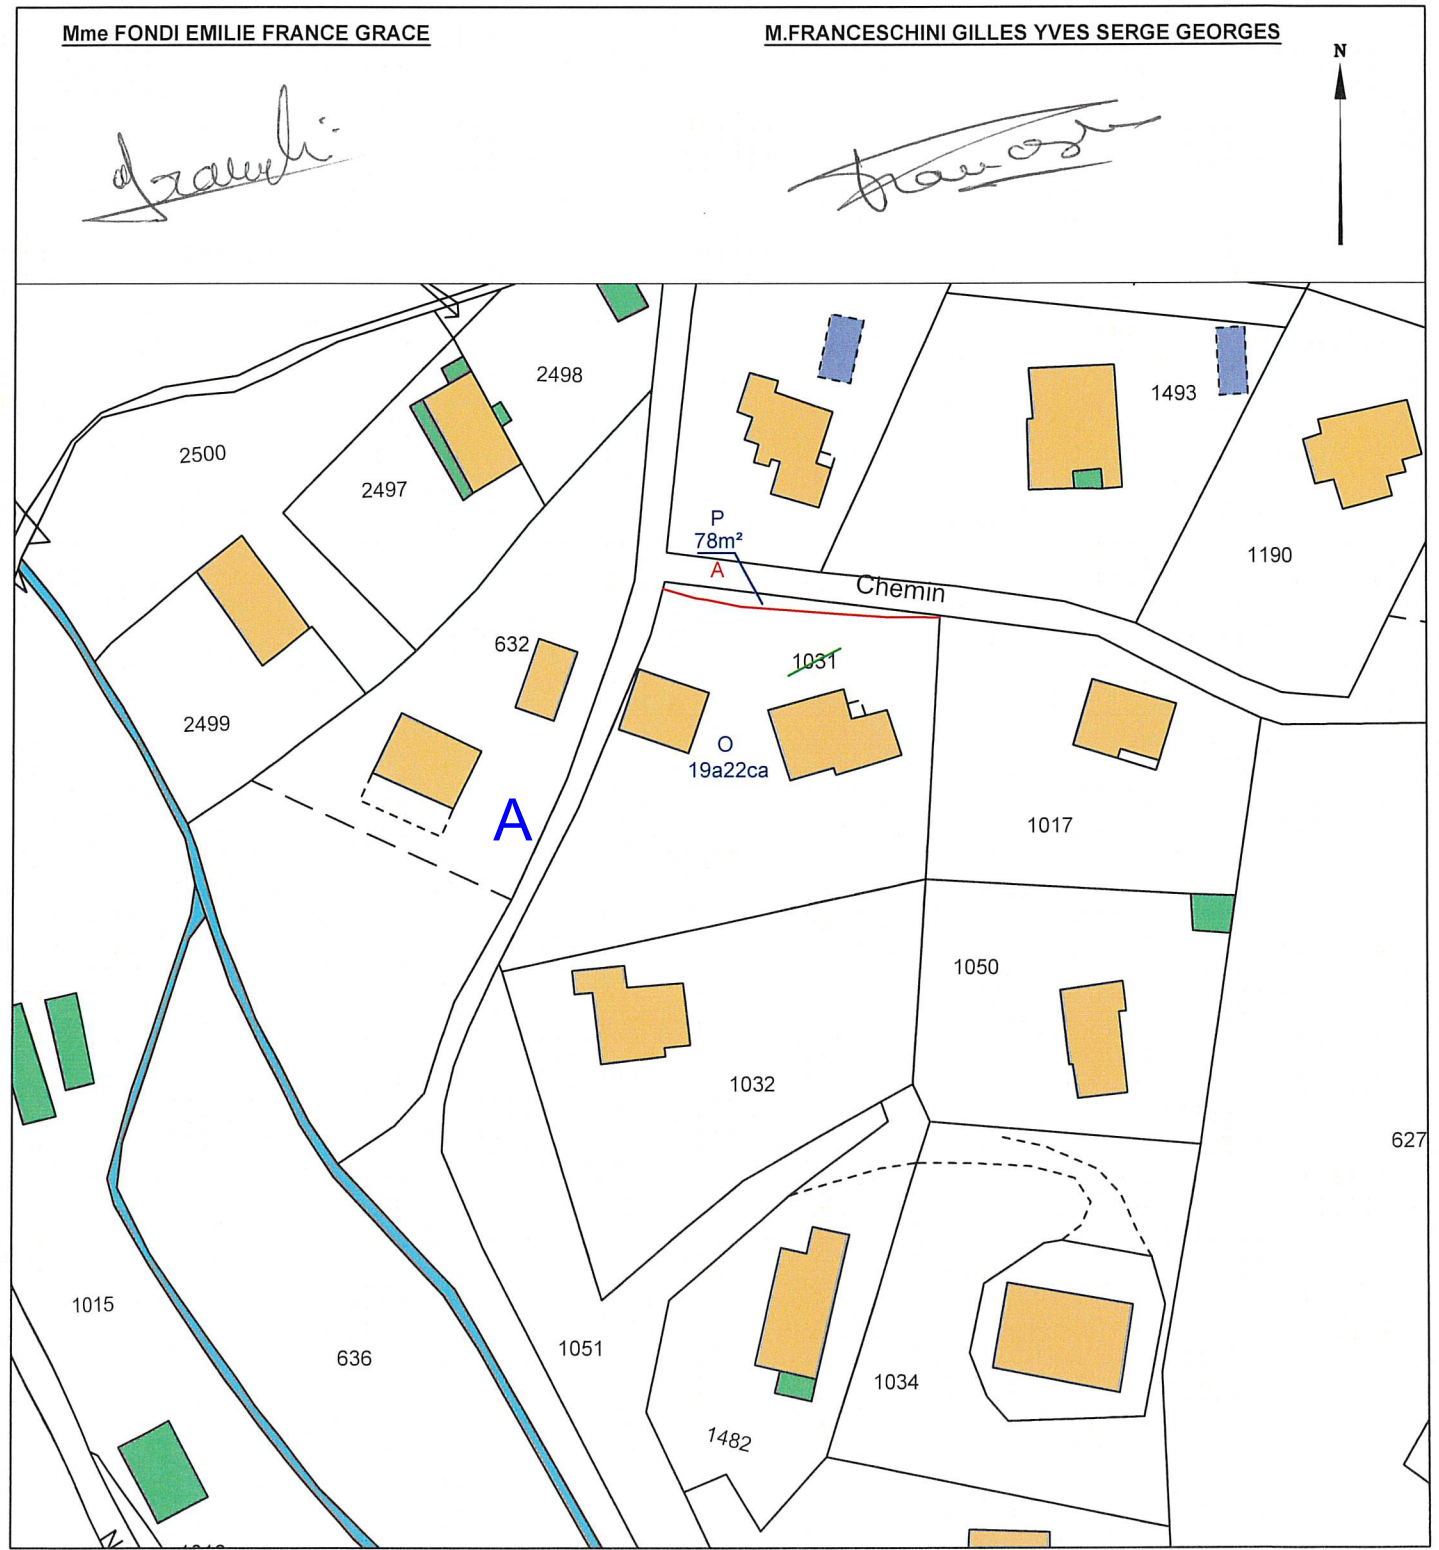 Mme FONDI EMILIE FRANCE GRACE
M.FRANCESCHINI GILLES YVES SERGE GEORGES
N
2498
2500
2497
1493
P
78m²
A
Chemin
1190
632
1031
2499
O
19a22ca
A
1017
1050
1032
627
1015
636
1051
1034
1482
N